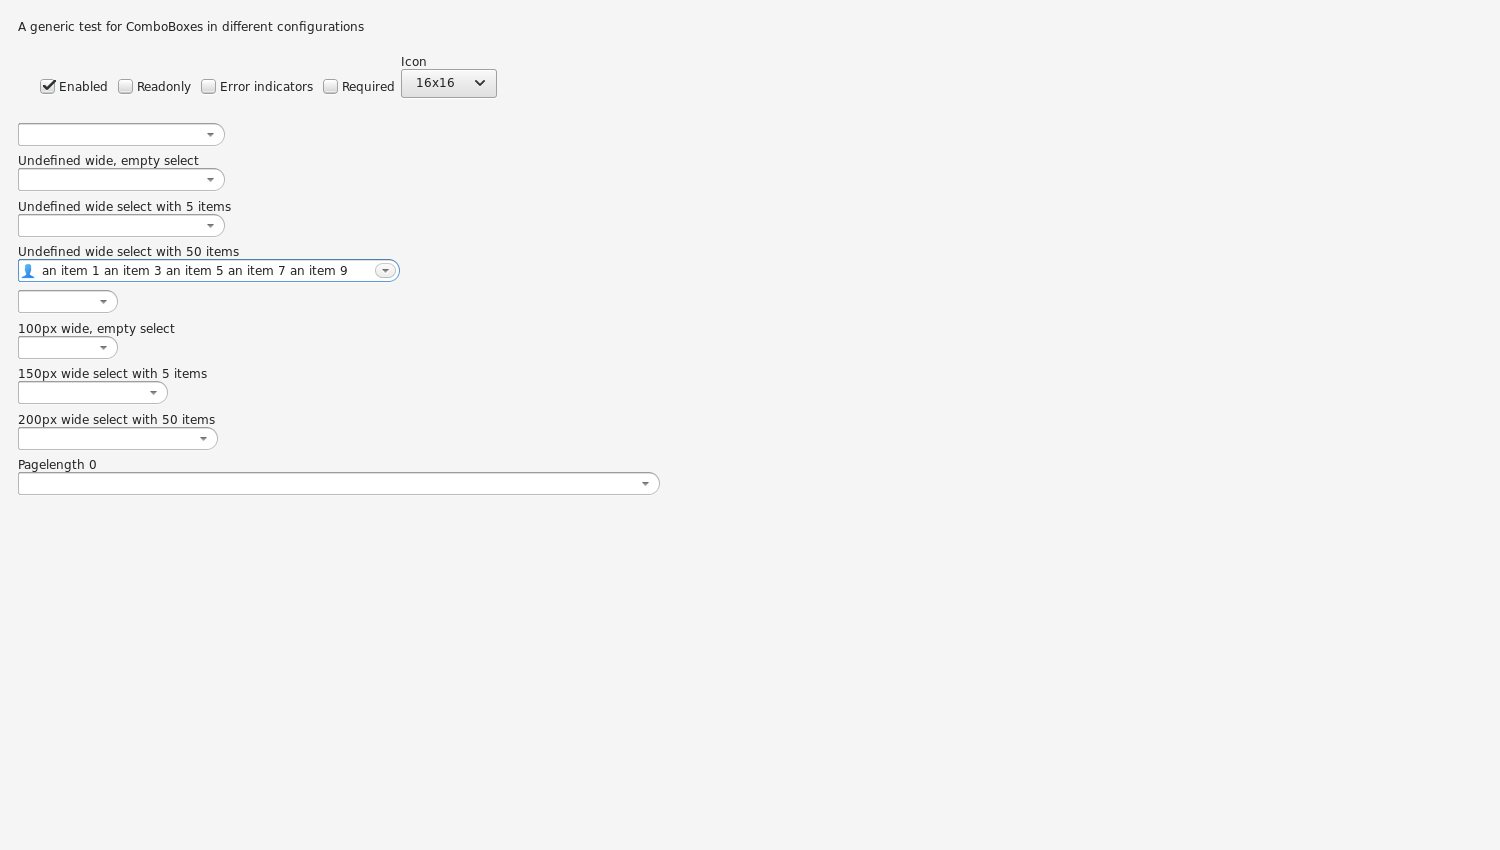 A generic test for ComboBoxes in different configurations
Icon
Enabled Readonly Error indicators Required 16x16
Undefined wide, empty select
Undefined wide select with 5 items
Undefined wide select with 50 items
an item 1 an item 3 an item 5 an item 7 an item 9
100px wide, empty select
150px wide select with 5 items
200px wide select with 50 items
Pagelength 0